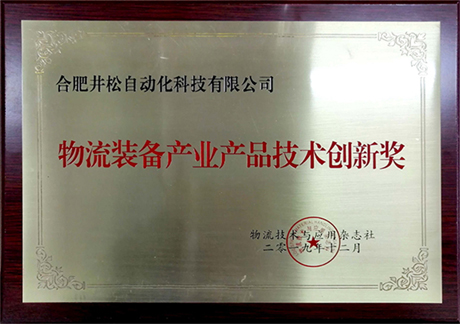 合肥井松自动化科技有限公司
物流装备产业产品技术创新奖
物流技术与应用杂志社
二零一九年十二月